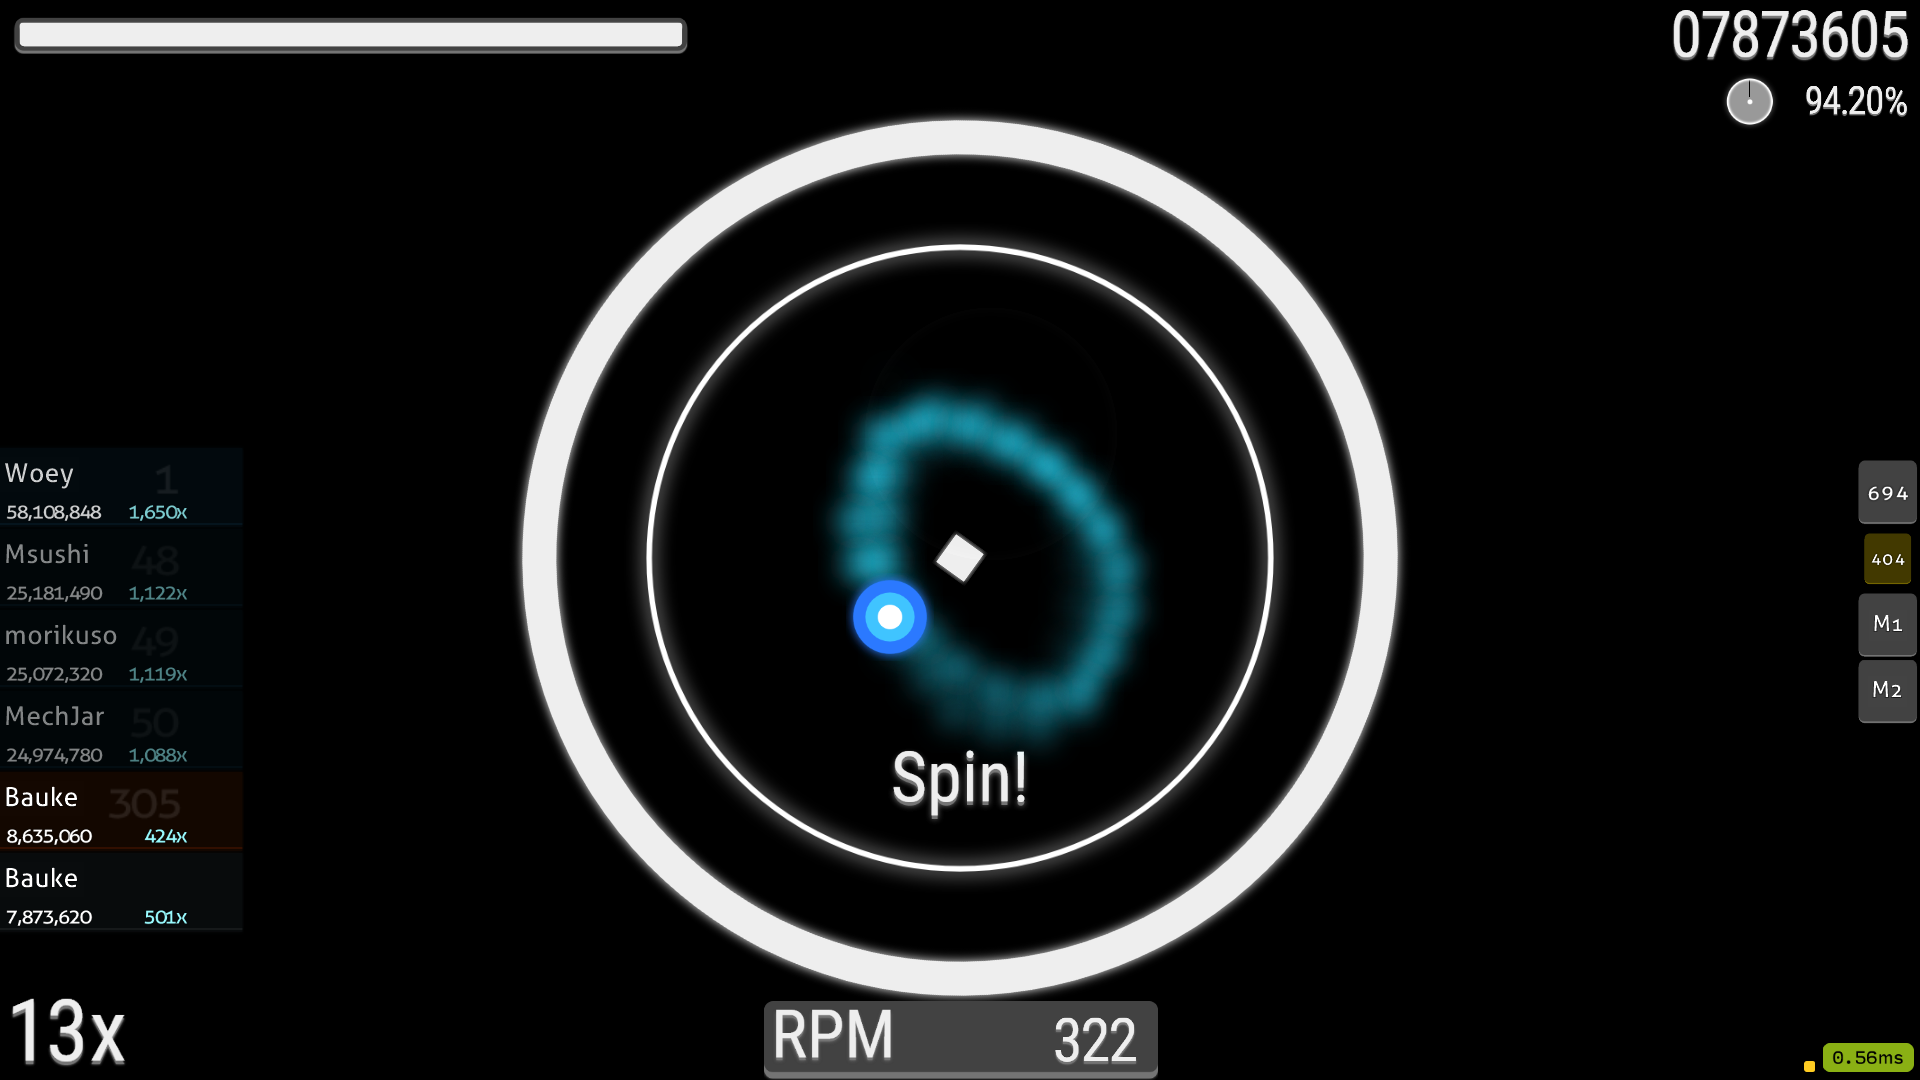 07873605
94.20%
Woey 1
58,108,848 1,650x
Msushi 48
25,181,490 1,122x
morikuso 49
25,072,320 1,119x
MechJar 50
24,974,780 1,088x
Bauke 305
8,635,060 424x
Bauke
7,873,620 501x
694
404
M1
M2
Spin!
13x
RPM 322
0.56ms